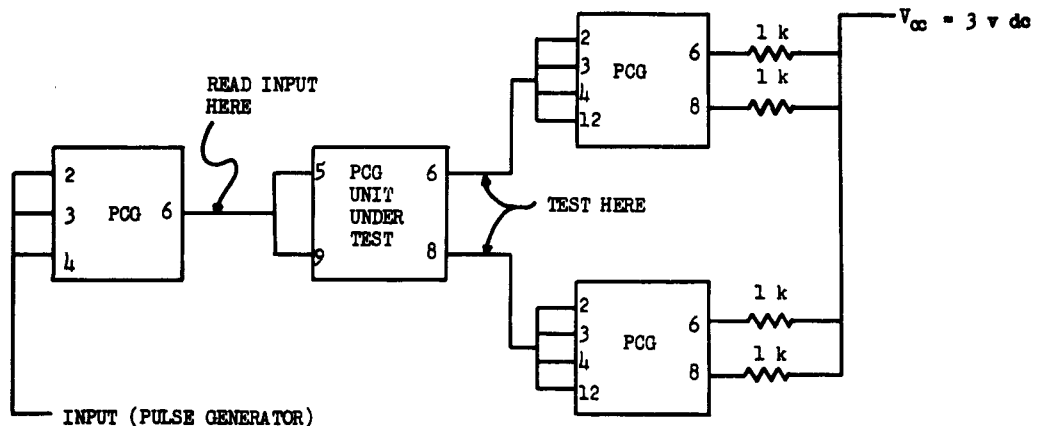 V_cc = 3 v dc
1 k
1 k
2
3
4
12
PCG
6
8
READ INPUT
HERE
2
3
4
PCG
6
5
9
PCG
UNIT
UNDER
TEST
6
8
TEST HERE
1 k
1 k
2
3
4
12
PCG
6
8
INPUT (PULSE GENERATOR)